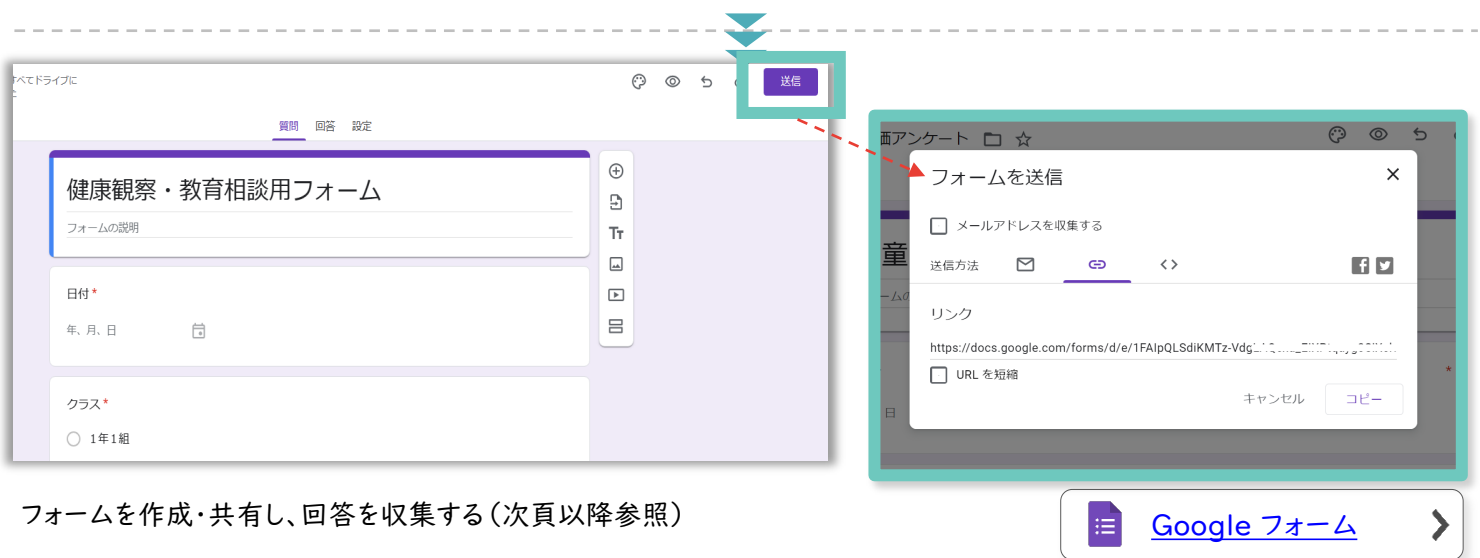 すべてドライブに
送信
質問 回答 設定
健康観察・教育相談用フォーム
フォームの説明
日付 *
年、月、日
クラス *
1年1組
価アンケート
フォームを送信
メールアドレスを収集する
童
送信方法
リンク
https://docs.google.com/forms/d/e/1FAIpQLSdiKMTz-Vdg
URL を短縮
日
キャンセル コピー
フォームを作成・共有し、回答を収集する(次頁以降参照)
Google フォーム